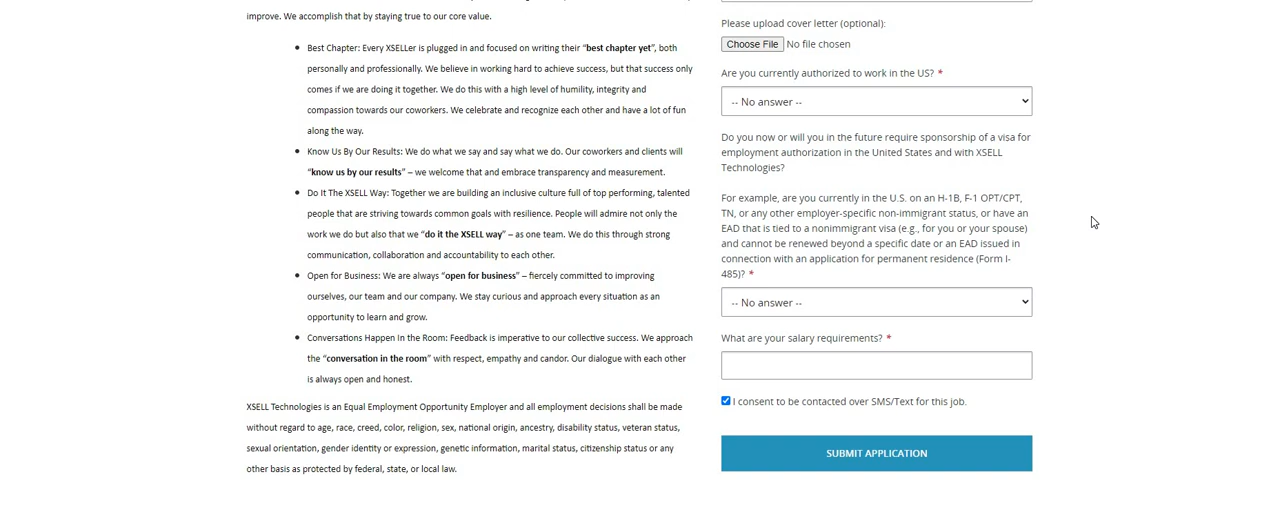 improve. We accomplish that by staying true to our core value.
Best Chapter: Every XSELLer is plugged in and focused on writing their “best chapter yet”, both
personally and professionally. We believe in working hard to achieve success, but that success only
comes if we are doing it together. We do this with a high level of humility, integrity and
compassion towards our coworkers. We celebrate and recognize each other and have a lot of fun
along the way.
Know Us By Our Results: We do what we say and say what we do. Our coworkers and clients will
“know us by our results” – we welcome that and embrace transparency and measurement.
Do It The XSELL Way: Together we are building an inclusive culture full of top performing, talented
people that are striving towards common goals with resilience. People will admire not only the
work we do but also that we “do it the XSELL way” – as one team. We do this through strong
communication, collaboration and accountability to each other.
Open for Business: We are always “open for business” – fiercely committed to improving
ourselves, our team and our company. We stay curious and approach every situation as an
opportunity to learn and grow.
Conversations Happen In the Room: Feedback is imperative to our collective success. We approach
the “conversation in the room” with respect, empathy and candor. Our dialogue with each other
is always open and honest.
XSELL Technologies is an Equal Employment Opportunity Employer and all employment decisions shall be made
without regard to age, race, creed, color, religion, sex, national origin, ancestry, disability status, veteran status,
sexual orientation, gender identity or expression, genetic information, marital status, citizenship status or any
other basis as protected by federal, state, or local law.
Please upload cover letter (optional):
Choose File No file chosen
Are you currently authorized to work in the US? *
-- No answer --
Do you now or will you in the future require sponsorship of a visa for
employment authorization in the United States and with XSELL
Technologies?
For example, are you currently in the U.S. on an H-1B, F-1 OPT/CPT,
TN, or any other employer-specific non-immigrant status, or have an
EAD that is tied to a nonimmigrant visa (e.g., for you or your spouse)
and cannot be renewed beyond a specific date or an EAD issued in
connection with an application for permanent residence (Form I-
485)? *
-- No answer --
What are your salary requirements? *
I consent to be contacted over SMS/Text for this job.
SUBMIT APPLICATION